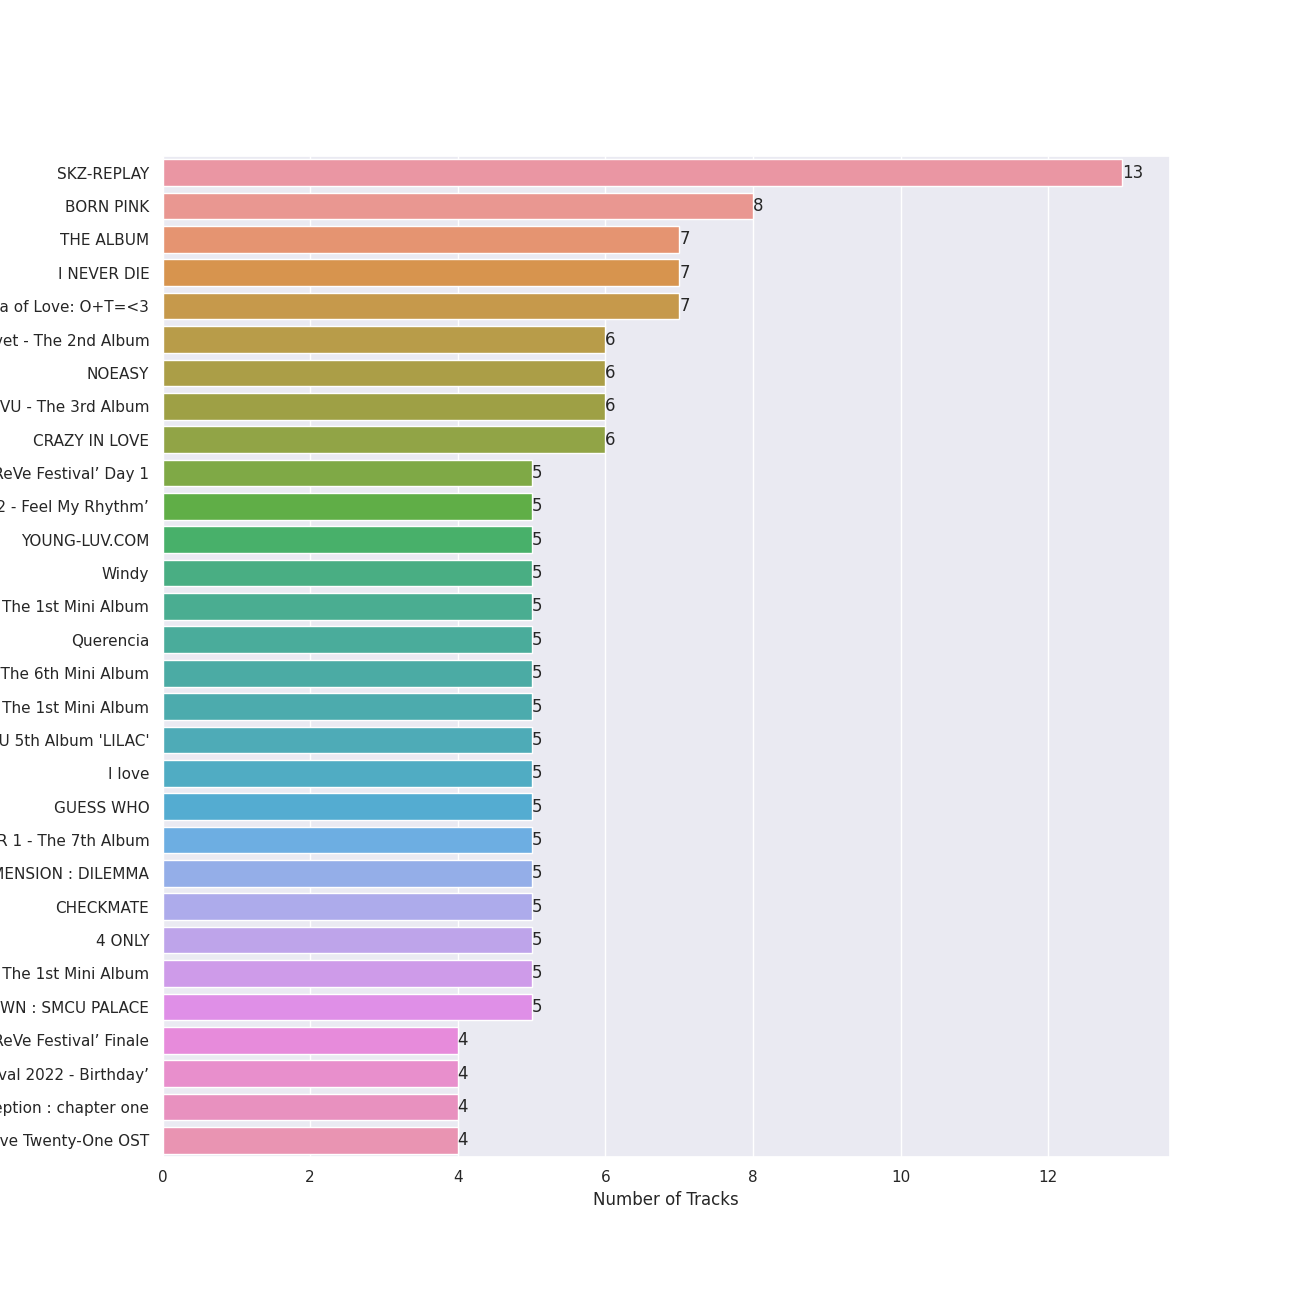 SKZ-REPLAY 13
BORN PINK 8
THE ALBUM 7
I NEVER DIE 7
a of Love: O+T=<3 7
vet - The 2nd Album 6
NOEASY 6
VU - The 3rd Album 6
CRAZY IN LOVE 6
ReVe Festival’ Day 1 5
2 - Feel My Rhythm’ 5
YOUNG-LUV.COM 5
Windy 5
The 1st Mini Album 5
Querencia 5
The 6th Mini Album 5
The 1st Mini Album 5
U 5th Album 'LILAC' 5
I love 5
GUESS WHO 5
R 1 - The 7th Album 5
MENSION : DILEMMA 5
CHECKMATE 5
4 ONLY 5
The 1st Mini Album 5
WN : SMCU PALACE 5
ReVe Festival’ Finale 4
val 2022 - Birthday’ 4
eption : chapter one 4
ve Twenty-One OST 4
0 2 4 6 8 10 12
Number of Tracks